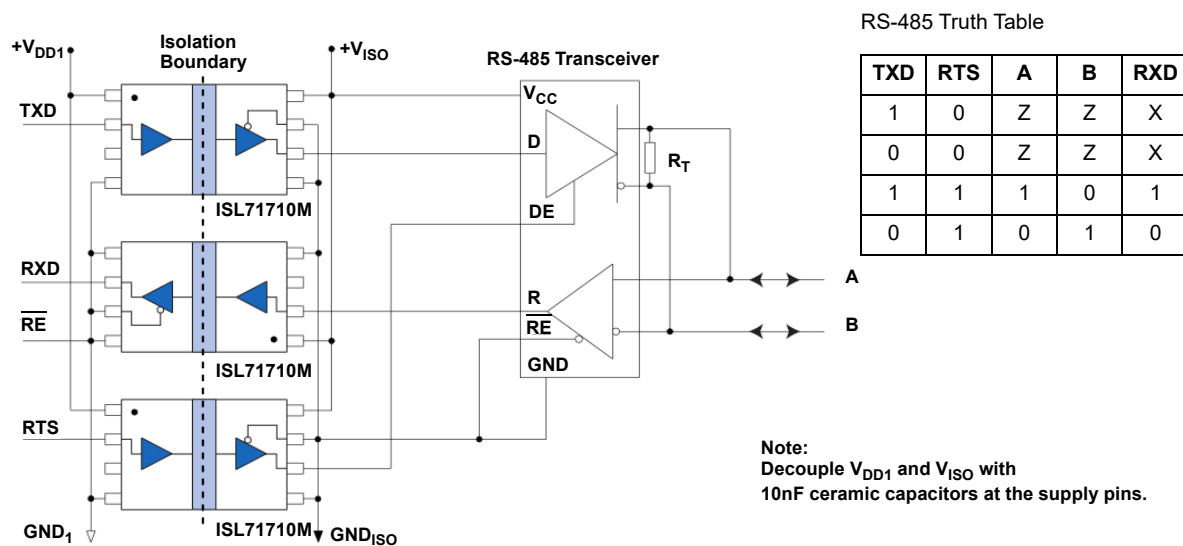 RS-485 Truth Table
TXD RTS A B RXD
1 0 Z Z X
0 0 Z Z X
1 1 1 0 1
0 1 0 1 0
+VDD1
Isolation
Boundary
+VISO
RS-485 Transceiver
TXD
VCC
D
RT
ISL71710M
DE
RXD
R
A
RE
RE
B
GND
ISL71710M
RTS
Note:
Decouple VDD1 and VISO with
10nF ceramic capacitors at the supply pins.
GND1
ISL71710M
GNDISO